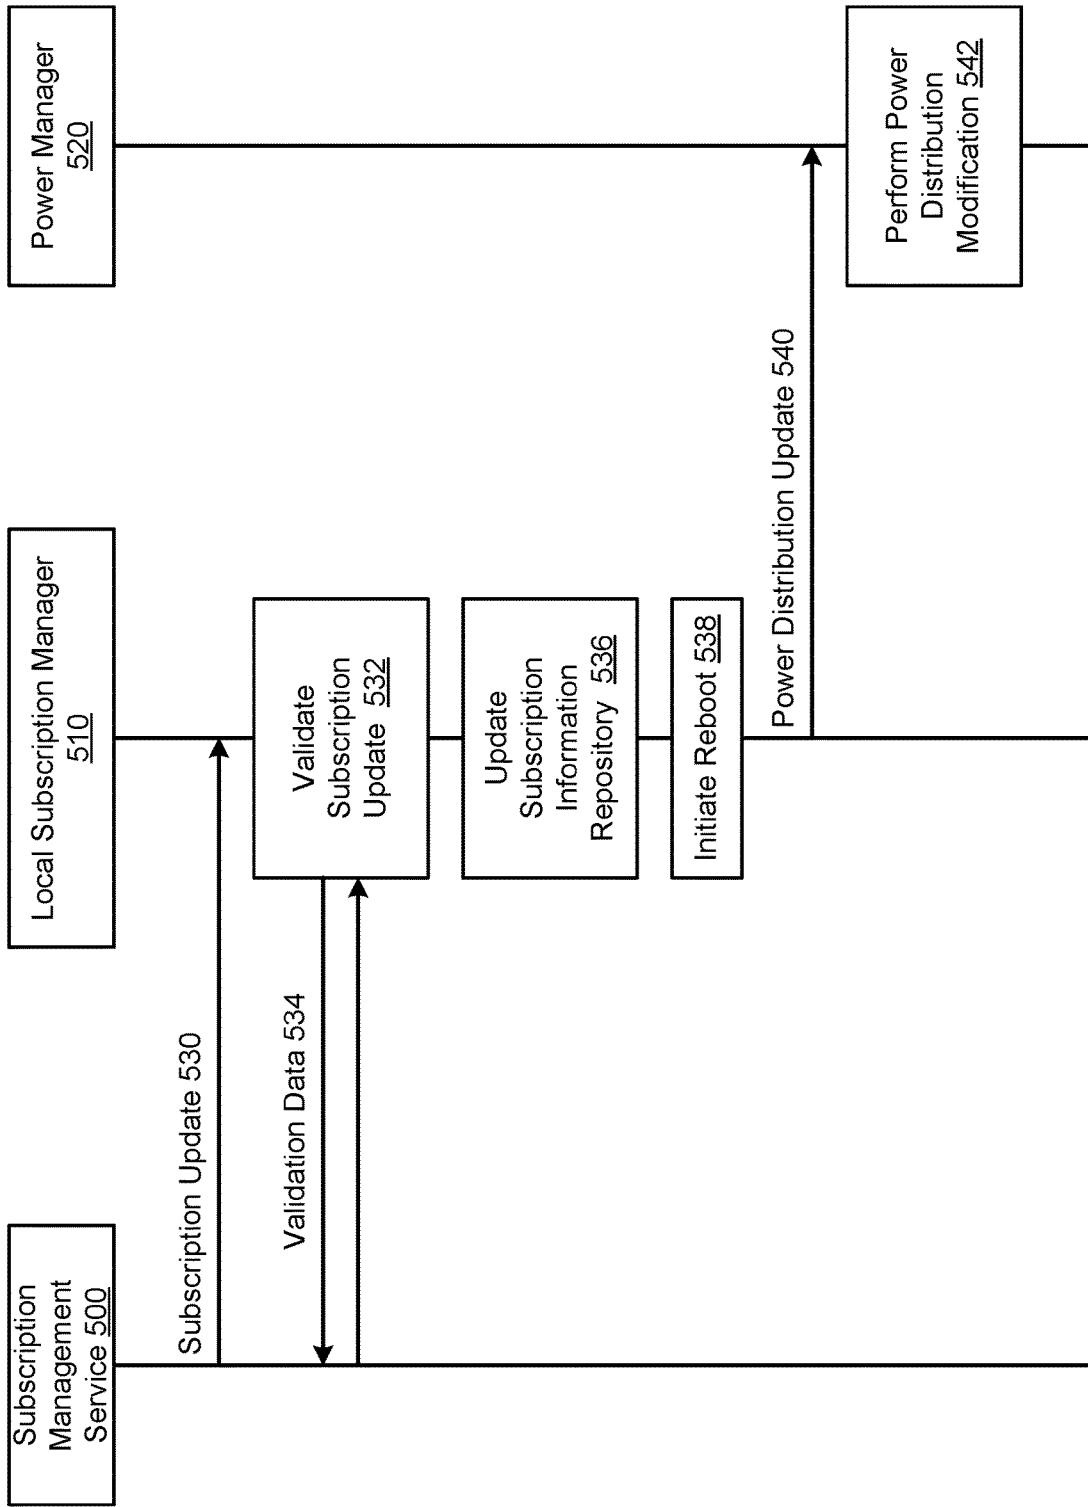 Subscription
Management
Service 500
Local Subscription Manager
510
Power Manager
520
Subscription Update 530
Validate
Subscription
Update 532
Validation Data 534
Update
Subscription
Information
Repository 536
Initiate Reboot 538
Power Distribution Update 540
Perform Power
Distribution
Modification 542